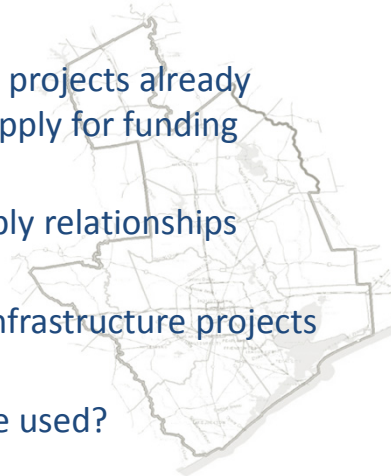 projects already
pply for funding
ply relationships
nfrastructure projects
e used?